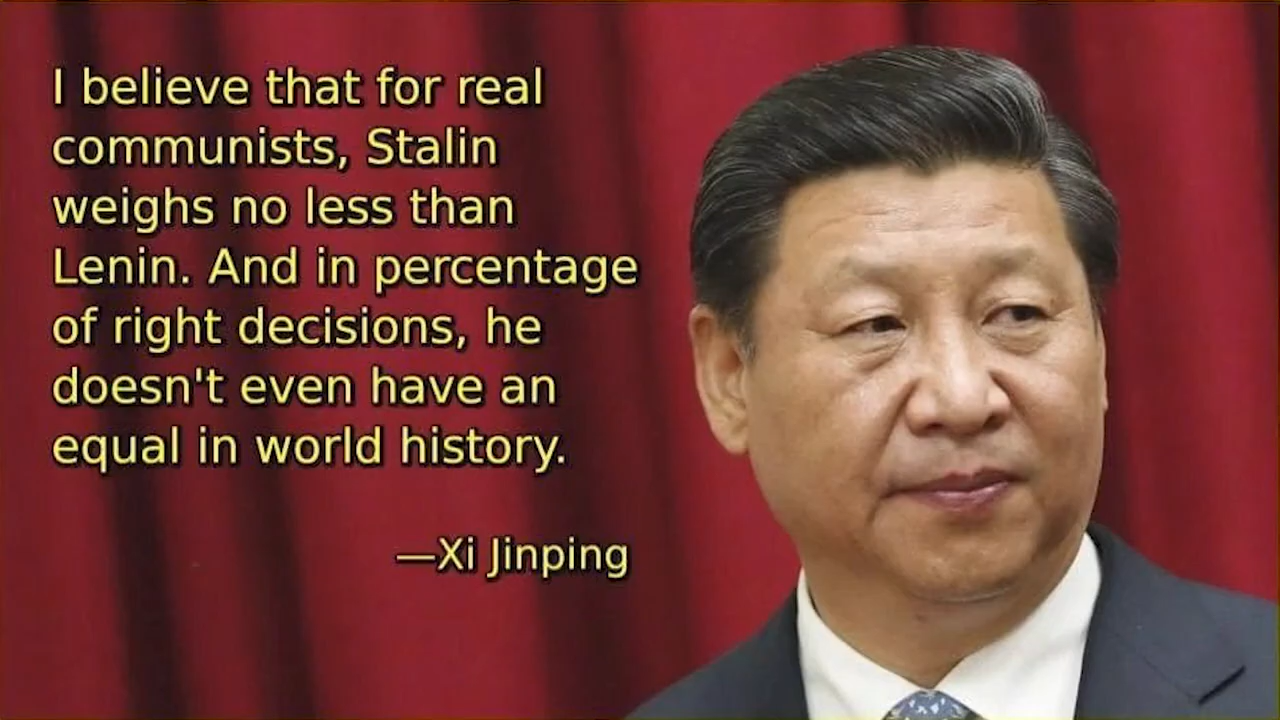 I believe that for real
communists, Stalin
weighs no less than
Lenin. And in percentage
of right decisions, he
doesn't even have an
equal in world history.
—Xi Jinping